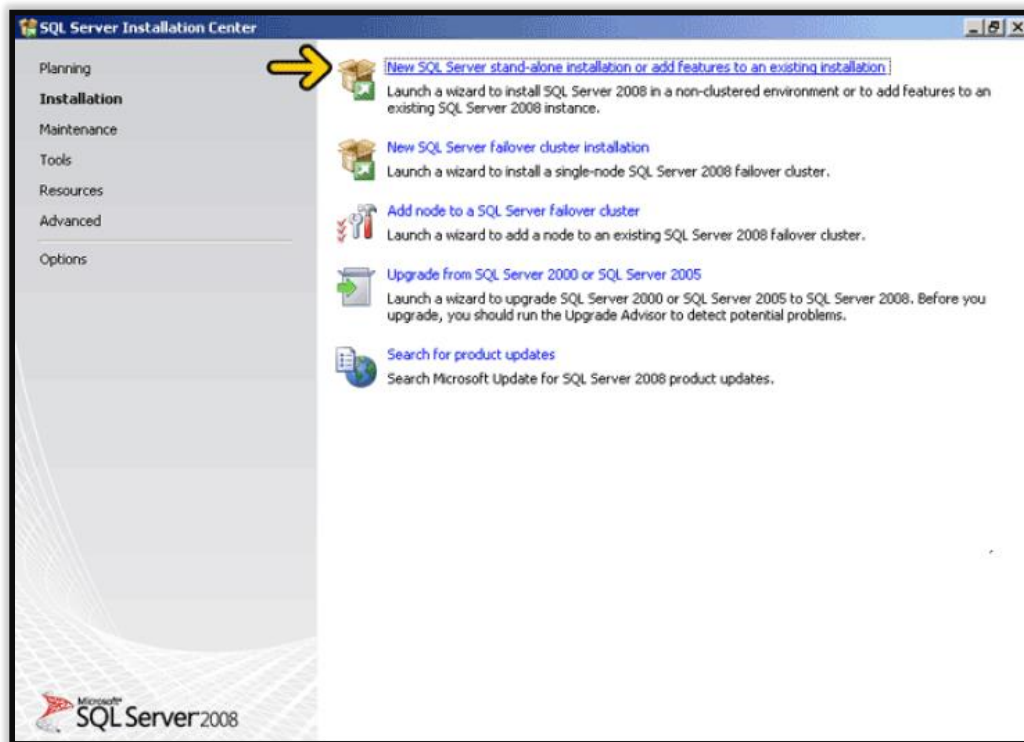 SQL Server Installation Center
Planning
Installation
Maintenance
Tools
Resources
Advanced
Options
New SQL Server stand-alone installation or add features to an existing installation
Launch a wizard to install SQL Server 2008 in a non-clustered environment or to add features to an
existing SQL Server 2008 instance.
New SQL Server failover cluster installation
Launch a wizard to install a single-node SQL Server 2008 failover cluster.
Add node to a SQL Server failover cluster
Launch a wizard to add a node to an existing SQL Server 2008 failover cluster.
Upgrade from SQL Server 2000 or SQL Server 2005
Launch a wizard to upgrade SQL Server 2000 or SQL Server 2005 to SQL Server 2008. Before you
upgrade, you should run the Upgrade Advisor to detect potential problems.
Search for product updates
Search Microsoft Update for SQL Server 2008 product updates.
Microsoft
SQL Server 2008